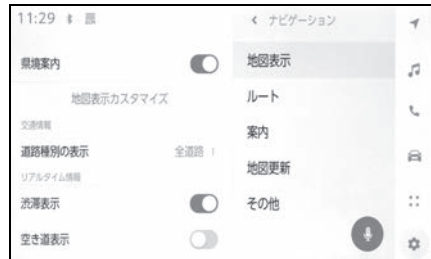 11:29
県境案内
地図表示カスタマイズ
交通情報
道路種別の表示 全道路
リアルタイム情報
渋滞表示
空き道表示
ナビゲーション
地図表示
ルート
案内
地図更新
その他